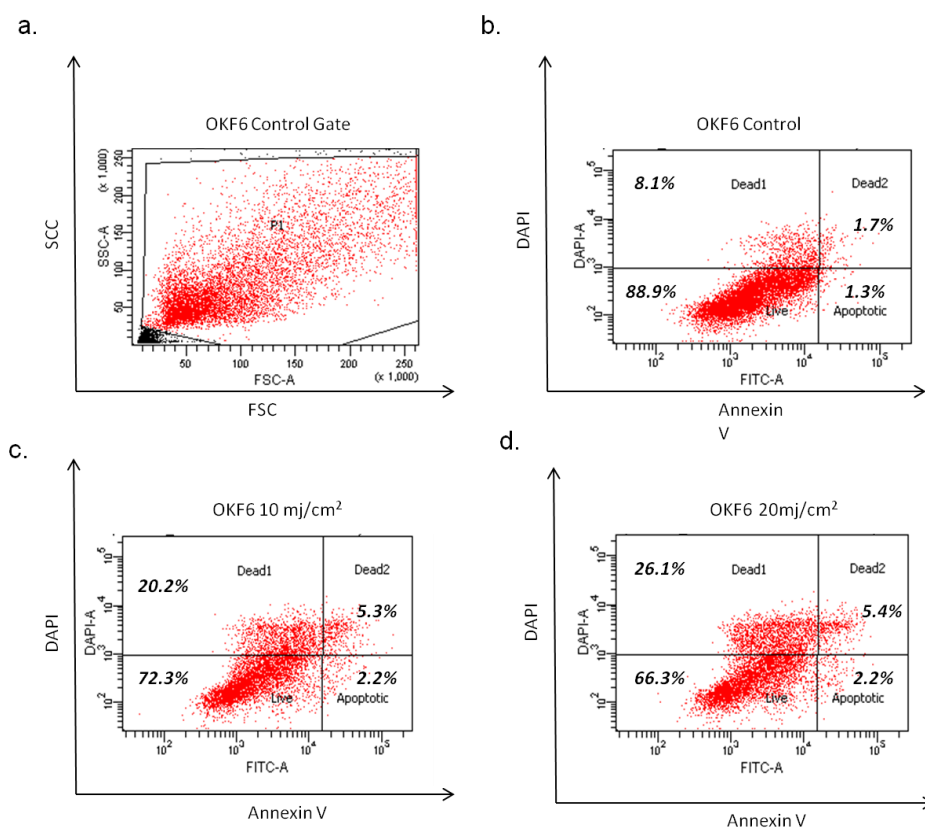 a.
SCC
OKF6 Control Gate
(x 1,000)
SSC-A
250
200
150
100
50
P1
50 100 150 200 250
(x 1,000)
FSC-A
FSC
b.
DAPI
OKF6 Control
DAPI-A
10^5
10^4
10^3
10^2
8.1%
Dead1
Dead2
1.7%
88.9%
Live
1.3%
Apoptotic
10^2 10^3 10^4 10^5
FITC-A
Annexin
V
c.
DAPI
OKF6 10 mj/cm²
DAPI-A
10^5
10^4
10^3
10^2
20.2%
Dead1
Dead2
5.3%
72.3%
Live
2.2%
Apoptotic
10^2 10^3 10^4 10^5
FITC-A
Annexin V
d.
DAPI
OKF6 20mj/cm²
DAPI-A
10^5
10^4
10^3
10^2
26.1%
Dead1
Dead2
5.4%
66.3%
Live
2.2%
Apoptotic
10^2 10^3 10^4 10^5
FITC-A
Annexin V